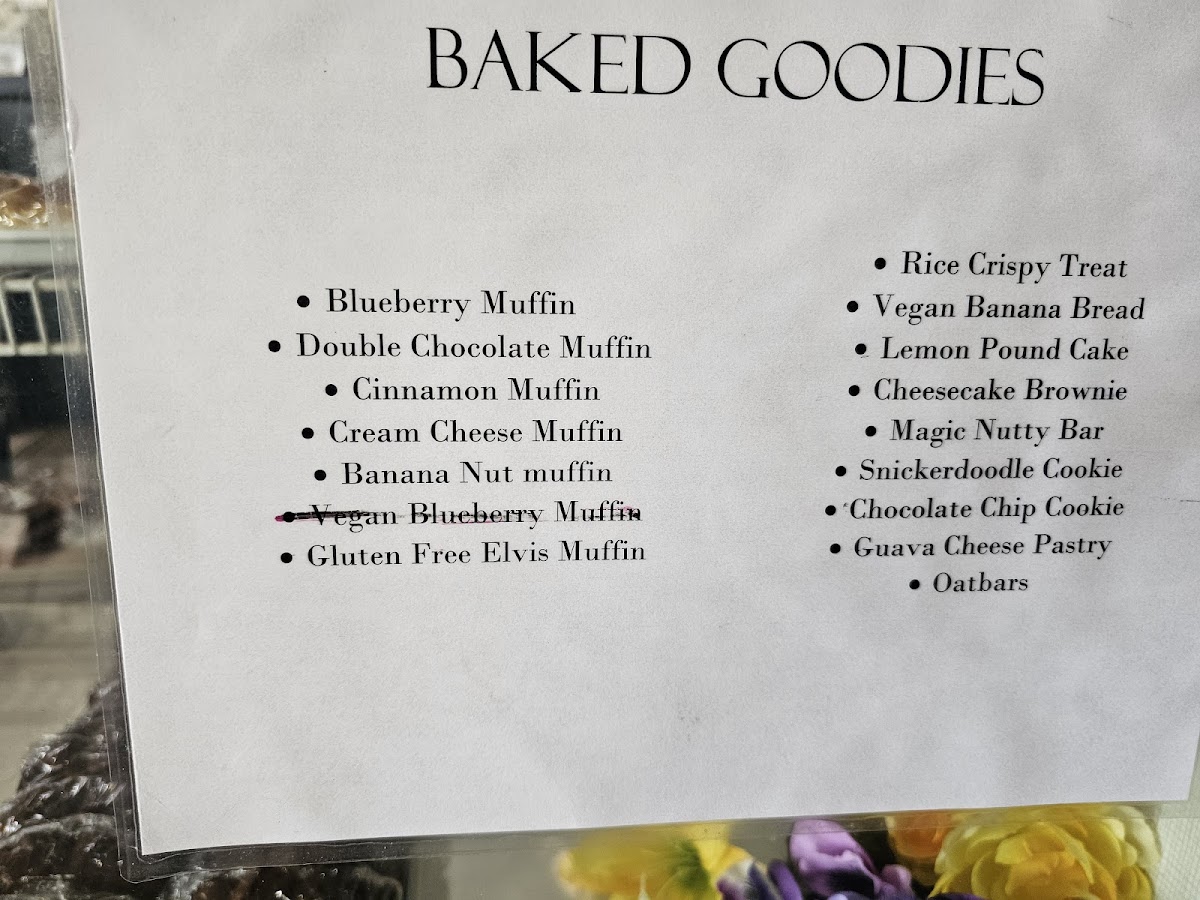 BAKED GOODIES
• Blueberry Muffin
• Double Chocolate Muffin
• Cinnamon Muffin
• Cream Cheese Muffin
• Banana Nut muffin
• Vegan Blueberry Muffin
• Gluten Free Elvis Muffin
• Rice Crispy Treat
• Vegan Banana Bread
• Lemon Pound Cake
• Cheesecake Brownie
• Magic Nutty Bar
• Snickerdoodle Cookie
• Chocolate Chip Cookie
• Guava Cheese Pastry
• Oatbars